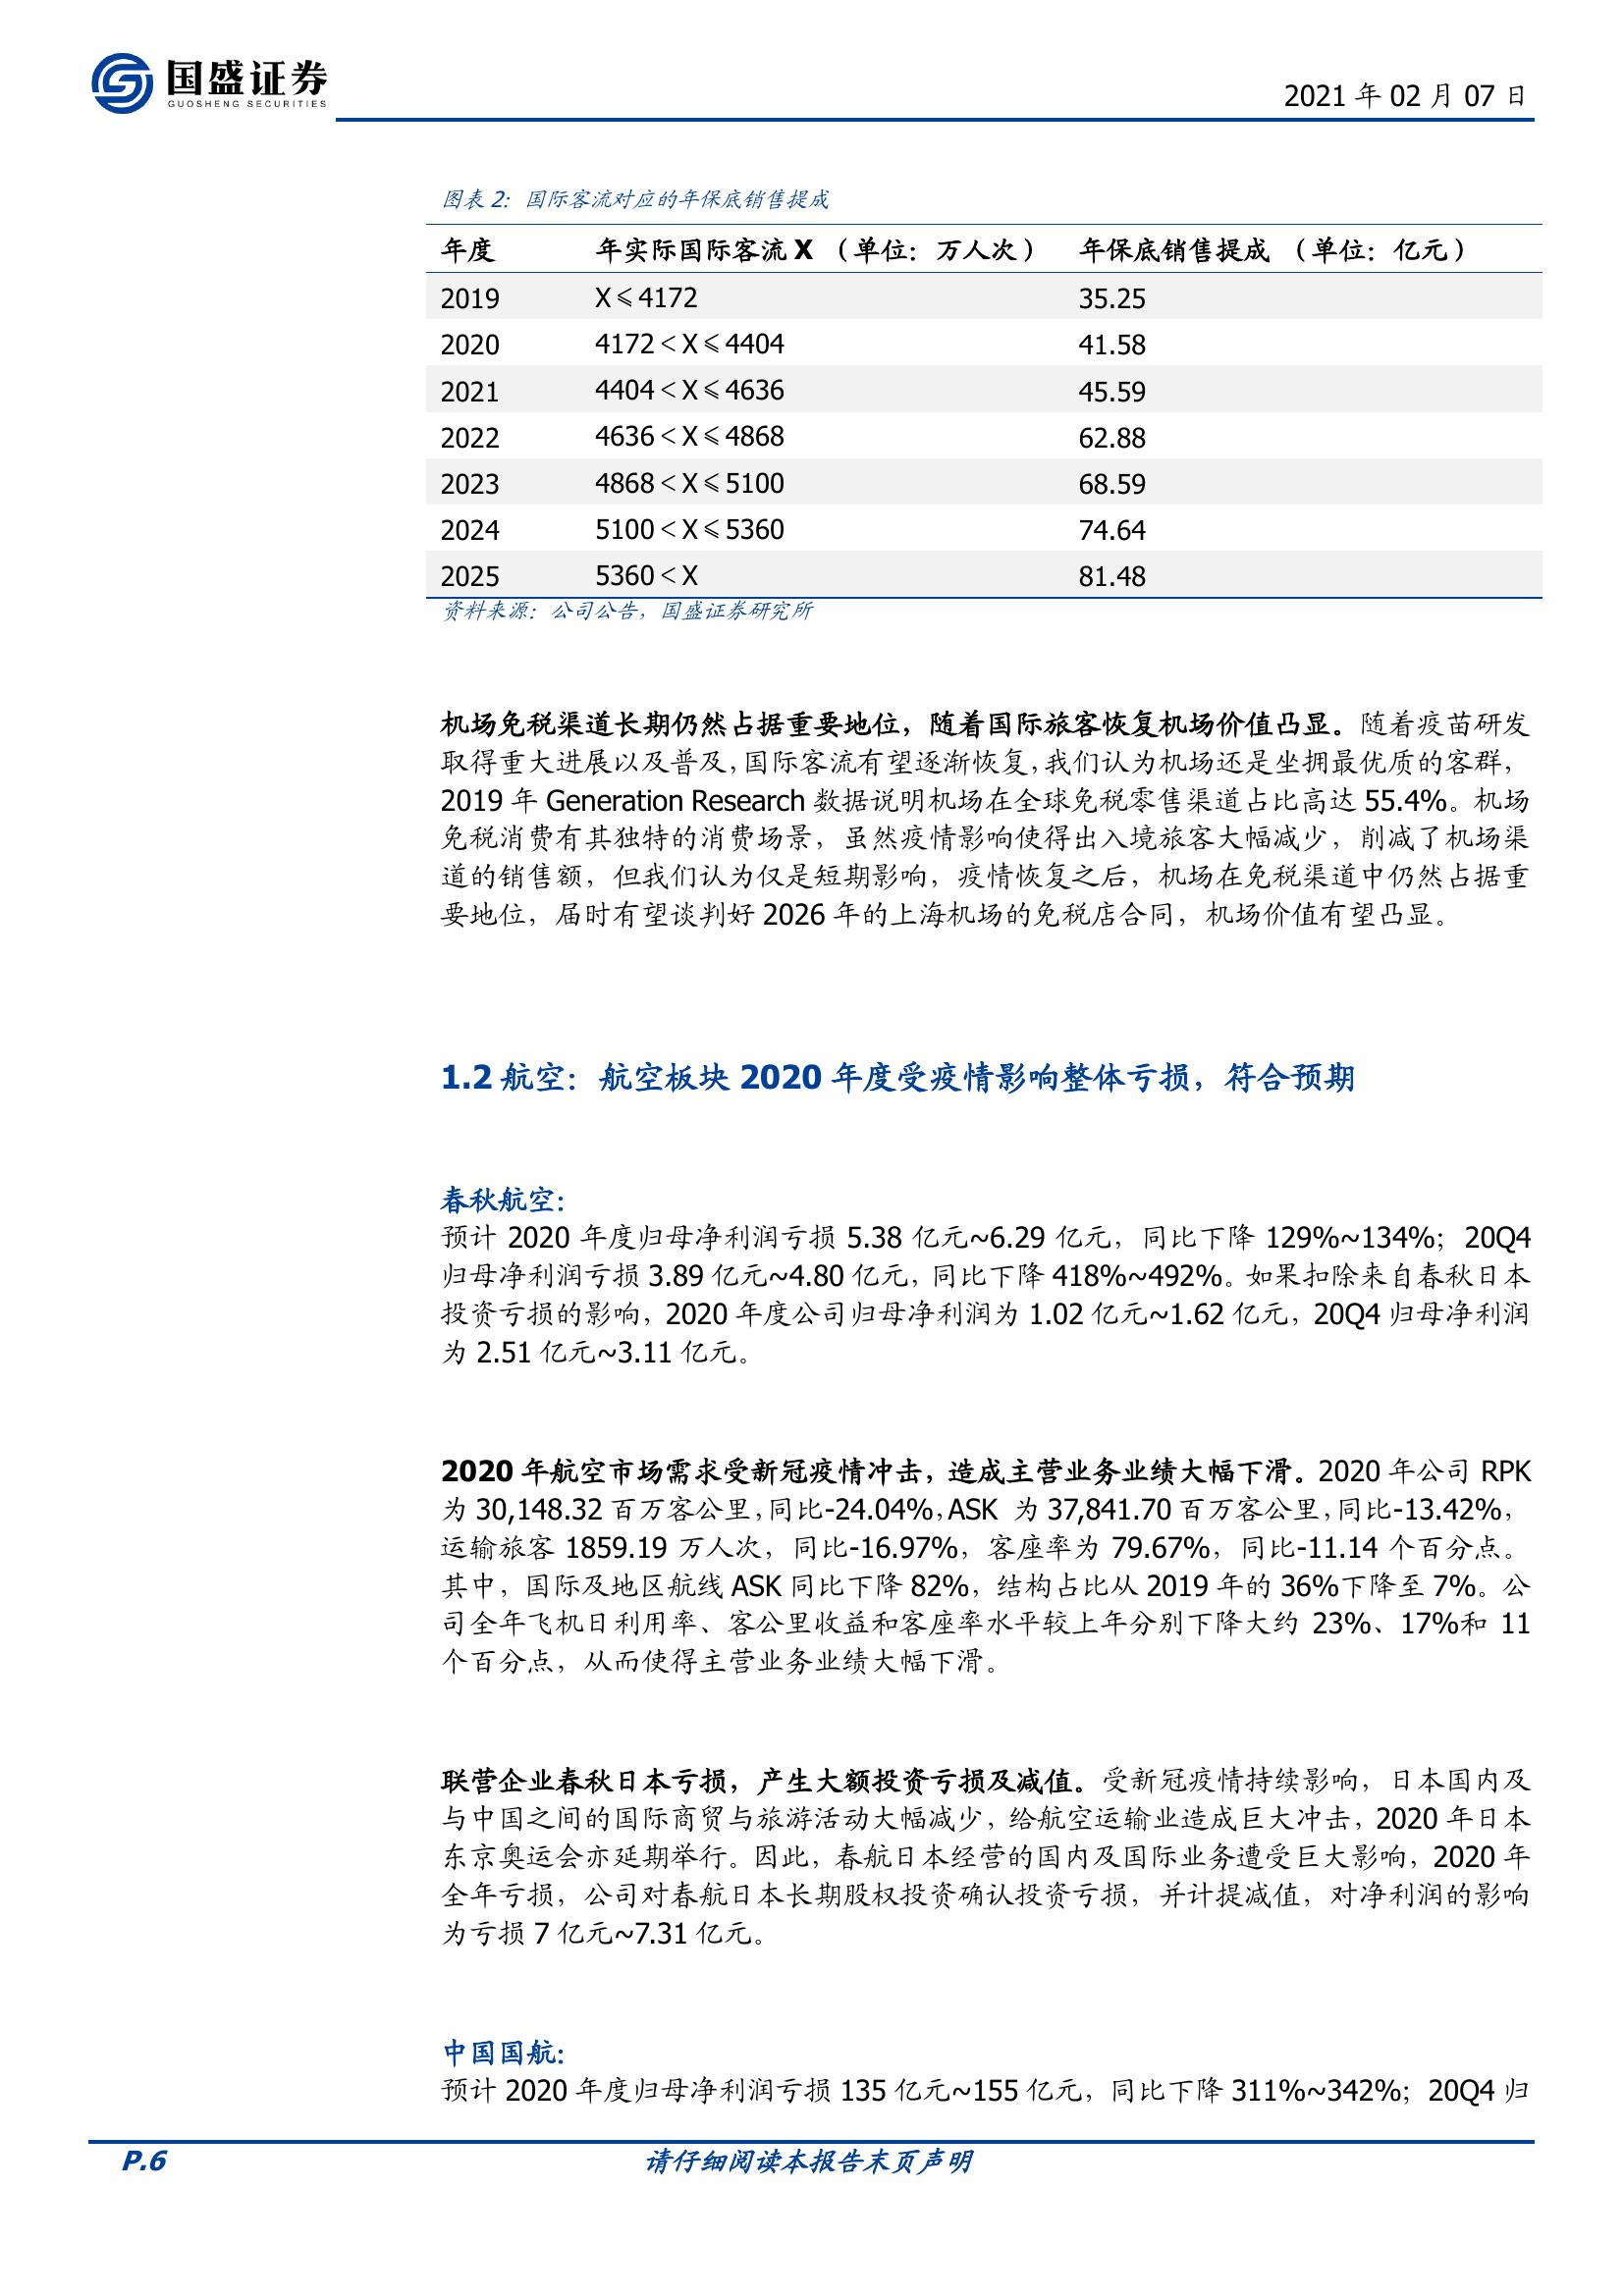 国盛证券
GUOSHENG SECURITIES
2021 年 02 月 07 日
图表 2：国际客流对应的年保底销售提成
年度 年实际国际客流 X （单位：万人次） 年保底销售提成 （单位：亿元）
2019 X≤4172 35.25
2020 4172＜X≤4404 41.58
2021 4404＜X≤4636 45.59
2022 4636＜X≤4868 62.88
2023 4868＜X≤5100 68.59
2024 5100＜X≤5360 74.64
2025 5360＜X 81.48
资料来源：公司公告，国盛证券研究所
机场免税渠道长期仍然占据重要地位，随着国际旅客恢复机场价值凸显。随着疫苗研发
取得重大进展以及普及，国际客流有望逐渐恢复，我们认为机场还是坐拥最优质的客群，
2019 年 Generation Research 数据说明机场在全球免税零售渠道占比高达 55.4%。机场
免税消费有其独特的消费场景，虽然疫情影响使得出入境旅客大幅减少，削减了机场渠
道的销售额，但我们认为仅是短期影响，疫情恢复之后，机场在免税渠道中仍然占据重
要地位，届时有望谈判好 2026 年的上海机场的免税店合同，机场价值有望凸显。
1.2 航空：航空板块 2020 年度受疫情影响整体亏损，符合预期
春秋航空：
预计 2020 年度归母净利润亏损 5.38 亿元~6.29 亿元，同比下降 129%~134%；20Q4
归母净利润亏损 3.89 亿元~4.80 亿元，同比下降 418%~492%。如果扣除来自春秋日本
投资亏损的影响，2020 年度公司归母净利润为 1.02 亿元~1.62 亿元，20Q4 归母净利润
为 2.51 亿元~3.11 亿元。
2020 年航空市场需求受新冠疫情冲击，造成主营业务业绩大幅下滑。2020 年公司 RPK
为 30,148.32 百万客公里，同比-24.04%，ASK 为 37,841.70 百万客公里，同比-13.42%，
运输旅客 1859.19 万人次，同比-16.97%，客座率为 79.67%，同比-11.14 个百分点。
其中，国际及地区航线 ASK 同比下降 82%，结构占比从 2019 年的 36%下降至 7%。公
司全年飞机日利用率、客公里收益和客座率水平较上年分别下降大约 23%、17%和 11
个百分点，从而使得主营业务业绩大幅下滑。
联营企业春秋日本亏损，产生大额投资亏损及减值。受新冠疫情持续影响，日本国内及
与中国之间的国际商贸与旅游活动大幅减少，给航空运输业造成巨大冲击，2020 年日本
东京奥运会亦延期举行。因此，春航日本经营的国内及国际业务遭受巨大影响，2020 年
全年亏损，公司对春航日本长期股权投资确认投资亏损，并计提减值，对净利润的影响
为亏损 7 亿元~7.31 亿元。
中国国航：
预计 2020 年度归母净利润亏损 135 亿元~155 亿元，同比下降 311%~342%；20Q4 归
P.6 请仔细阅读本报告末页声明